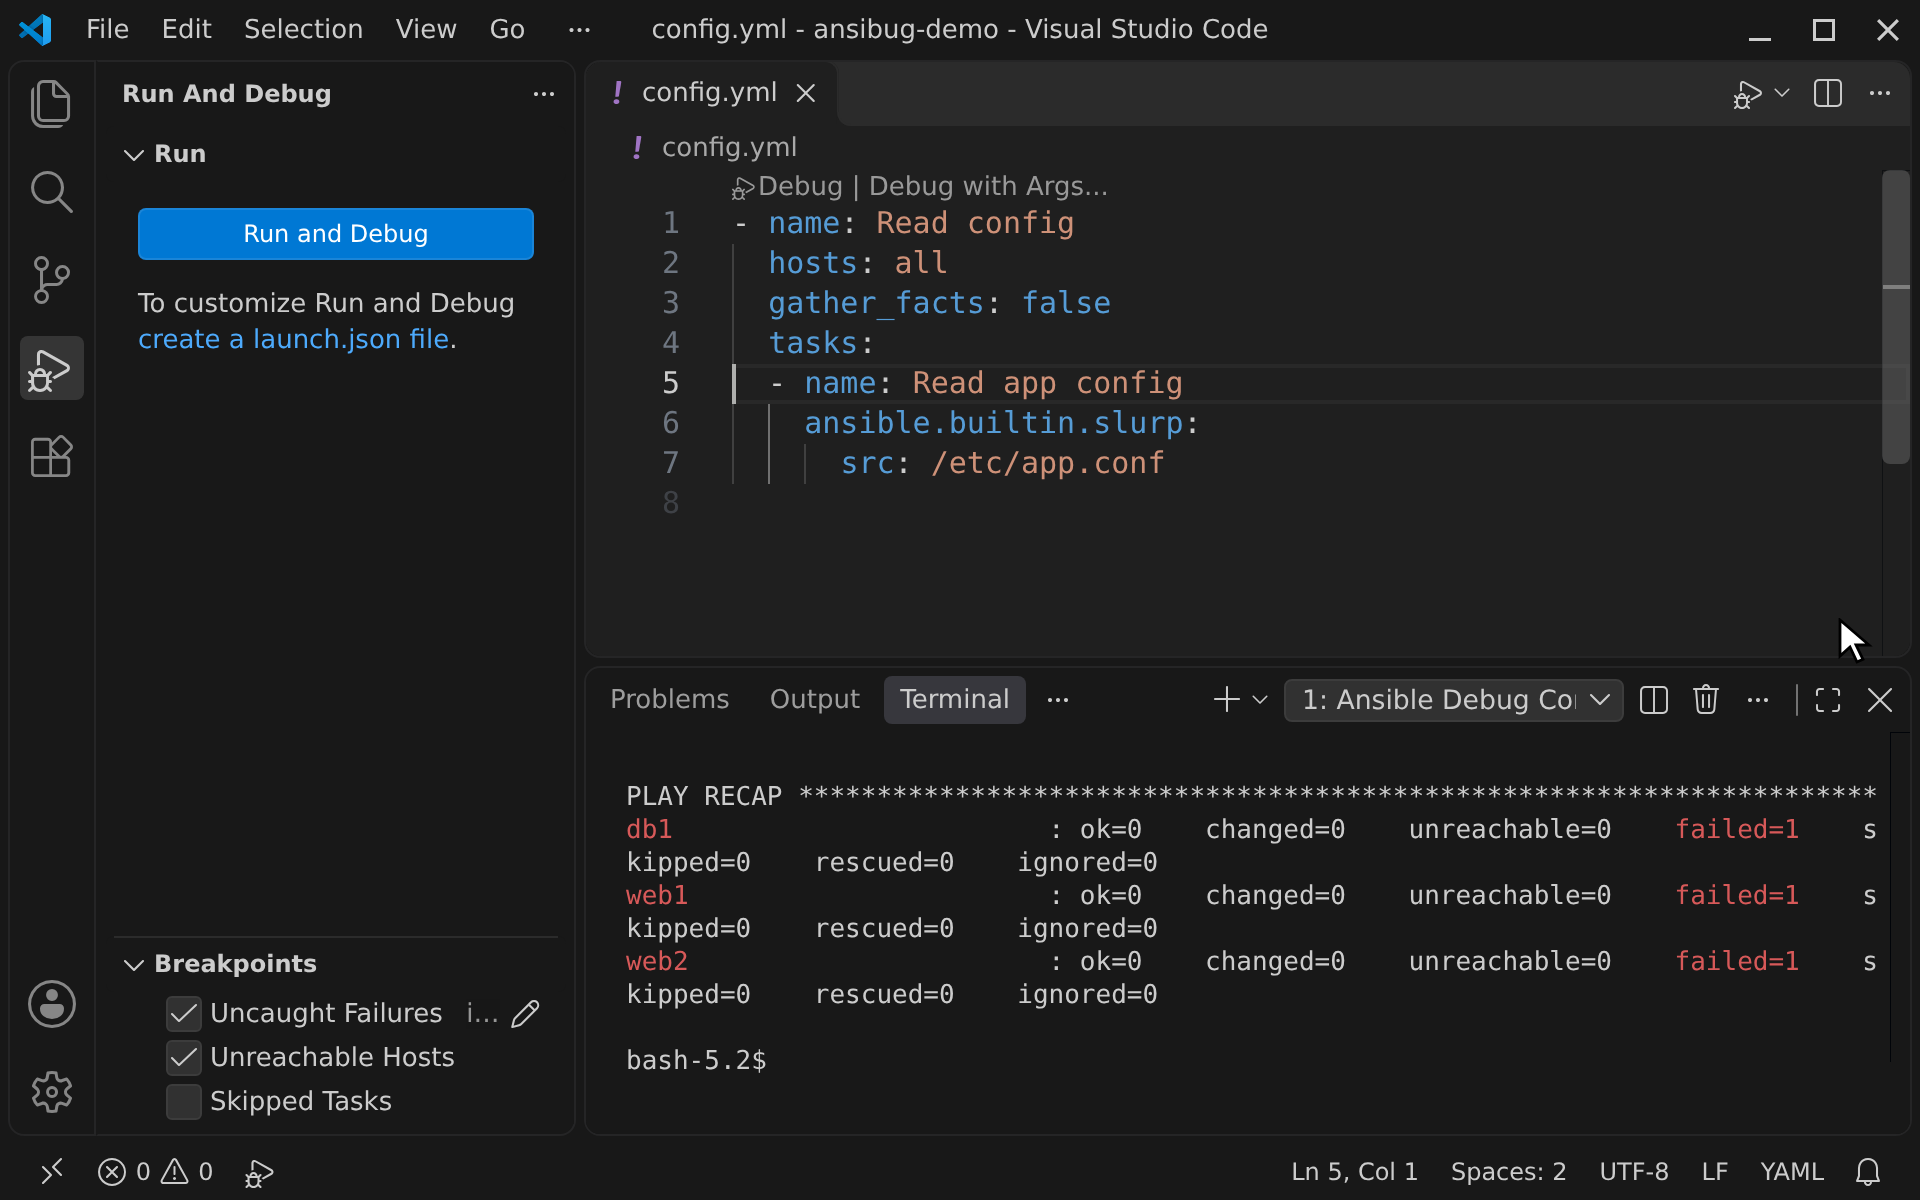 File Edit Selection View Go ··· config.yml - ansibug-demo - Visual Studio Code
Run And Debug
Run
Run and Debug
To customize Run and Debug
create a launch.json file.
Breakpoints
Uncaught Failures i...
Unreachable Hosts
Skipped Tasks
! config.yml
! config.yml
Debug | Debug with Args...
1 - name: Read config
2 hosts: all
3 gather_facts: false
4 tasks:
5 - name: Read app config
6 ansible.builtin.slurp:
7 src: /etc/app.conf
8
Problems Output Terminal ··· 1: Ansible Debug Co
PLAY RECAP *********************************************************************
db1 : ok=0 changed=0 unreachable=0 failed=1 s
kipped=0 rescued=0 ignored=0
web1 : ok=0 changed=0 unreachable=0 failed=1 s
kipped=0 rescued=0 ignored=0
web2 : ok=0 changed=0 unreachable=0 failed=1 s
kipped=0 rescued=0 ignored=0
bash-5.2$
0 0 Ln 5, Col 1 Spaces: 2 UTF-8 LF YAML